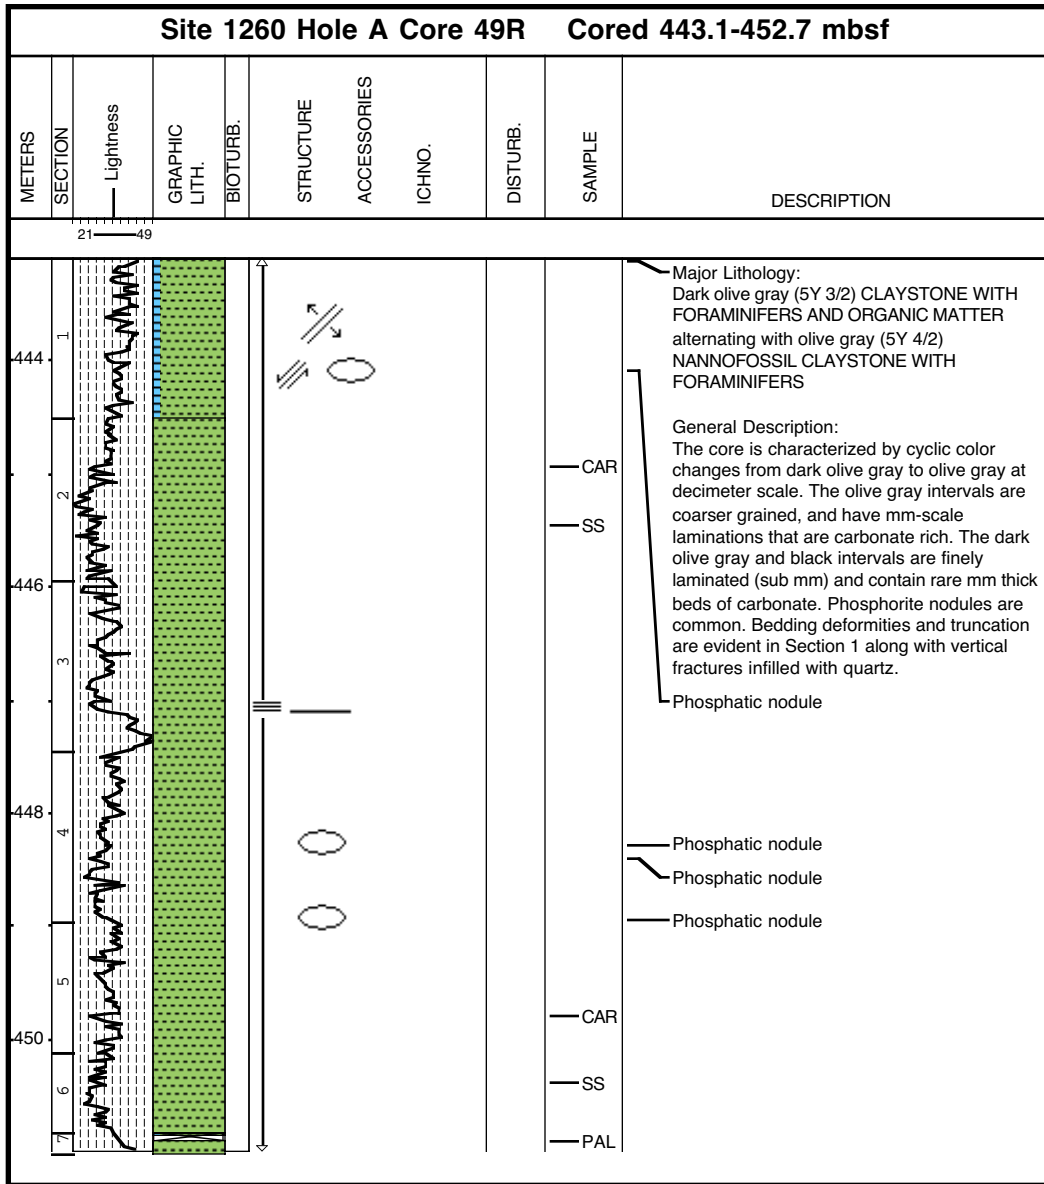 Site 1260 Hole A Core 49R Cored 443.1-452.7 mbsf
METERS
SECTION
Lightness
GRAPHIC
LITH.
BIOTURB.
STRUCTURE
ACCESSORIES
ICHNO.
DISTURB.
SAMPLE
DESCRIPTION
21 49
1
444
2
446
3
448
4
5
450
6
7
CAR
SS
CAR
SS
PAL
Major Lithology:
Dark olive gray (5Y 3/2) CLAYSTONE WITH
FORAMINIFERS AND ORGANIC MATTER
alternating with olive gray (5Y 4/2)
NANNOFOSSIL CLAYSTONE WITH
FORAMINIFERS
General Description:
The core is characterized by cyclic color
changes from dark olive gray to olive gray at
decimeter scale. The olive gray intervals are
coarser grained, and have mm-scale
laminations that are carbonate rich. The dark
olive gray and black intervals are finely
laminated (sub mm) and contain rare mm thick
beds of carbonate. Phosphorite nodules are
common. Bedding deformities and truncation
are evident in Section 1 along with vertical
fractures infilled with quartz.
Phosphatic nodule
Phosphatic nodule
Phosphatic nodule
Phosphatic nodule